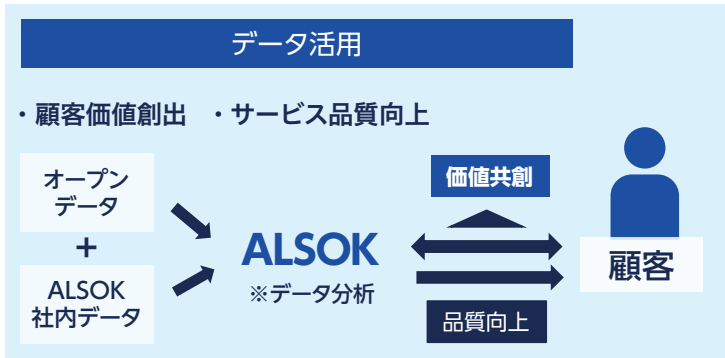 データ活用
・顧客価値創出 ・サービス品質向上
オープン
データ
+
ALSOK
社内データ
ALSOK
※データ分析
価値共創
品質向上
顧客